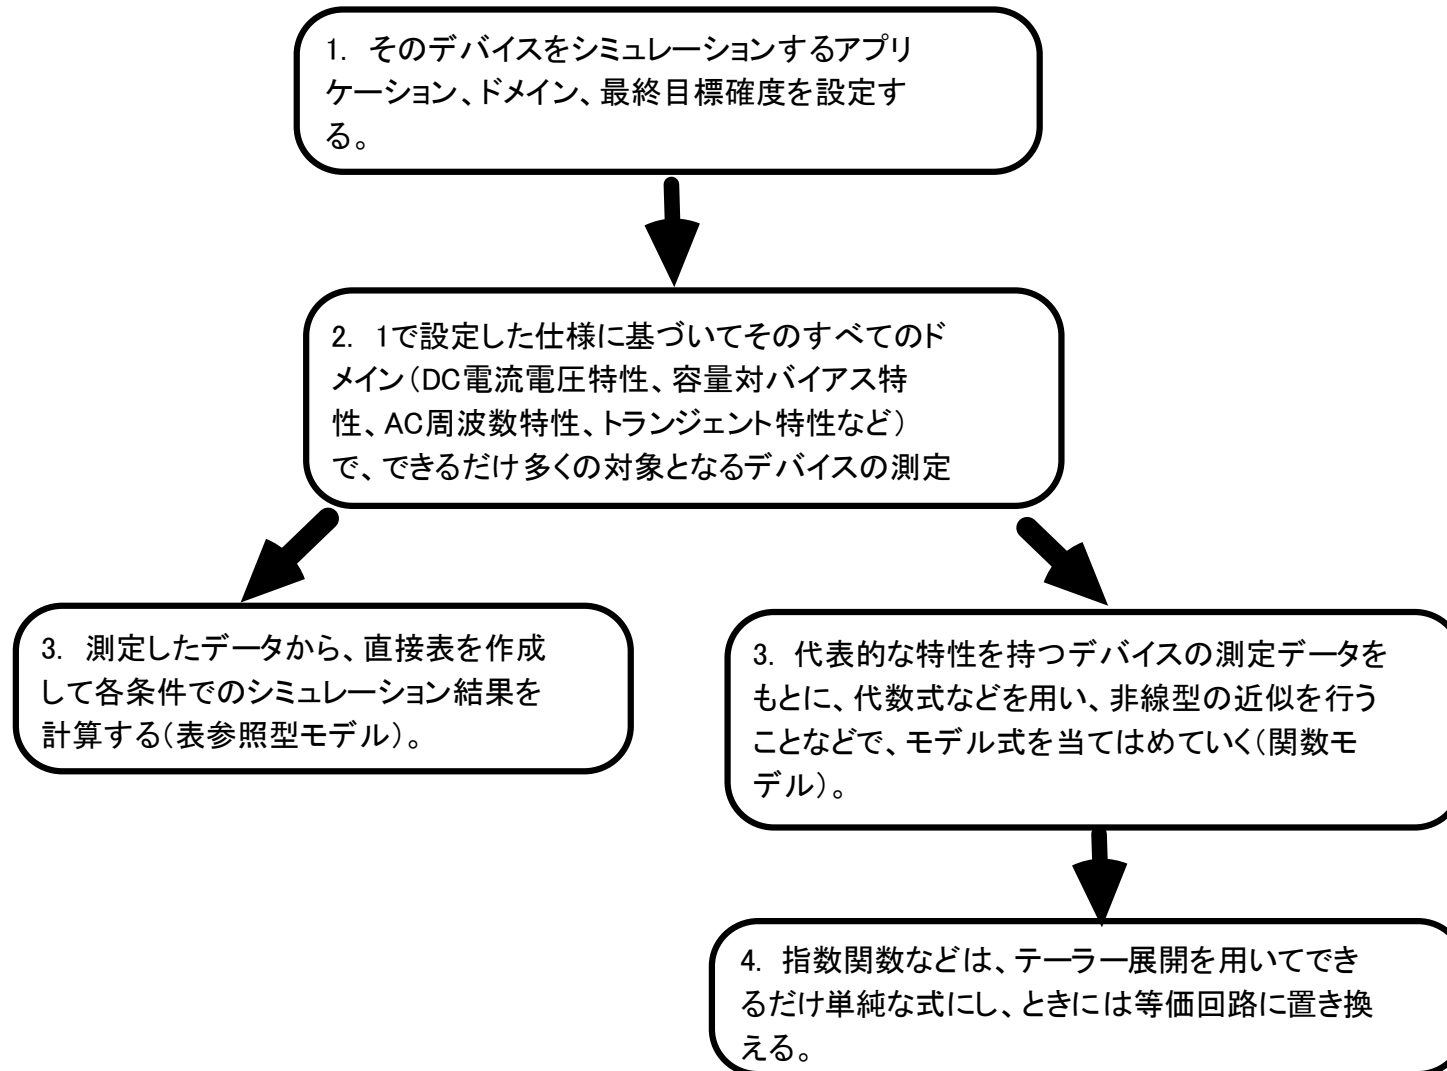 1. そのデバイスをシミュレーションするアプリ
ケーション、ドメイン、最終目標確度を設定す
る。
2. 1で設定した仕様に基づいてそのすべてのド
メイン（DC電流電圧特性、容量対バイアス特
性、AC周波数特性、トランジェント特性など）
で、できるだけ多くの対象となるデバイスの測定
3. 測定したデータから、直接表を作成
して各条件でのシミュレーション結果を
計算する（表参照型モデル）。
3. 代表的な特性を持つデバイスの測定データを
もとに、代数式などを用い、非線型の近似を行う
ことなどで、モデル式を当てはめていく（関数モ
デル）。
4. 指数関数などは、テーラー展開を用いてでき
るだけ単純な式にし、ときには等価回路に置き換
える。